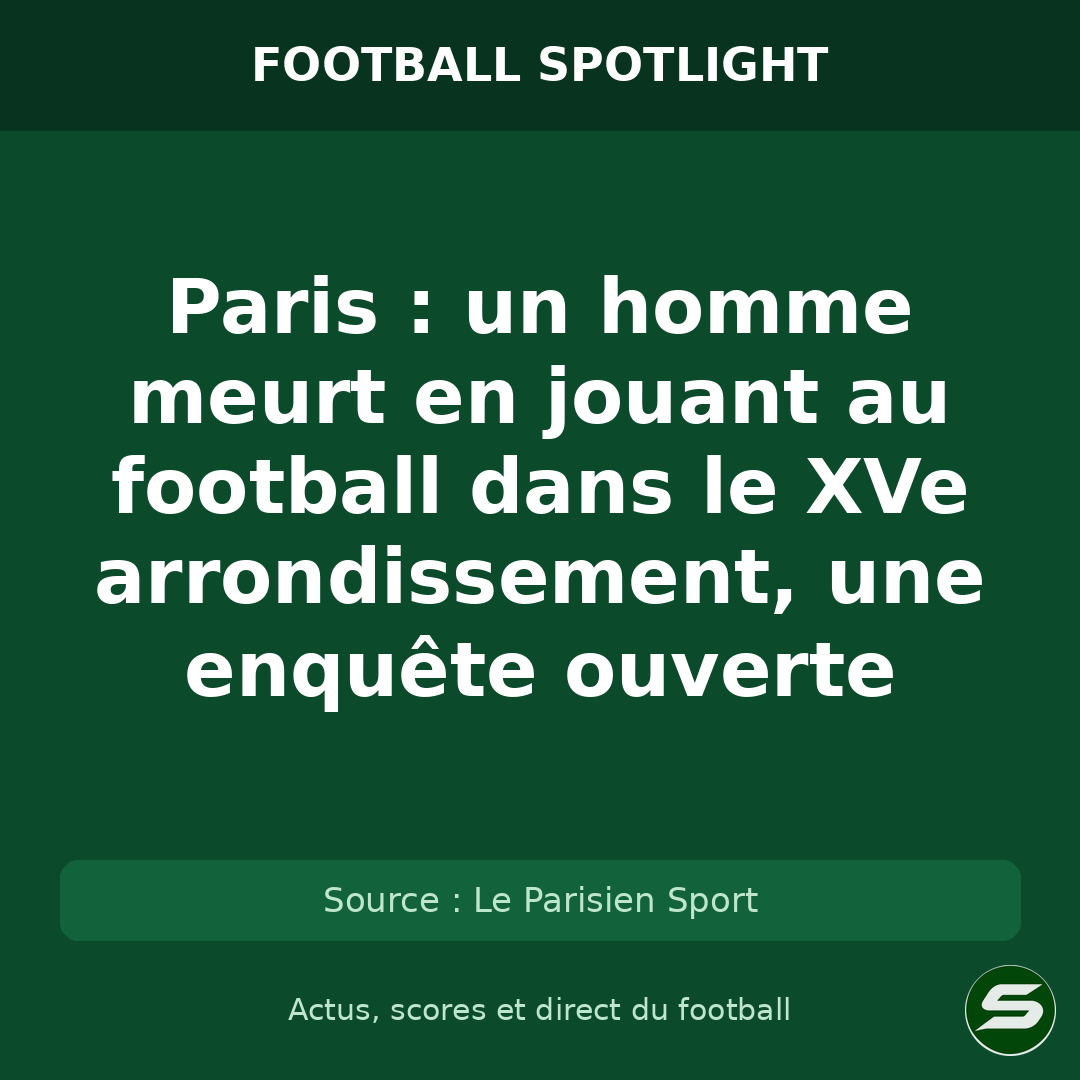 FOOTBALL SPOTLIGHT
Paris : un homme
meurt en jouant au
football dans le XVe
arrondissement, une
enquête ouverte
Source : Le Parisien Sport
Actus, scores et direct du football
S